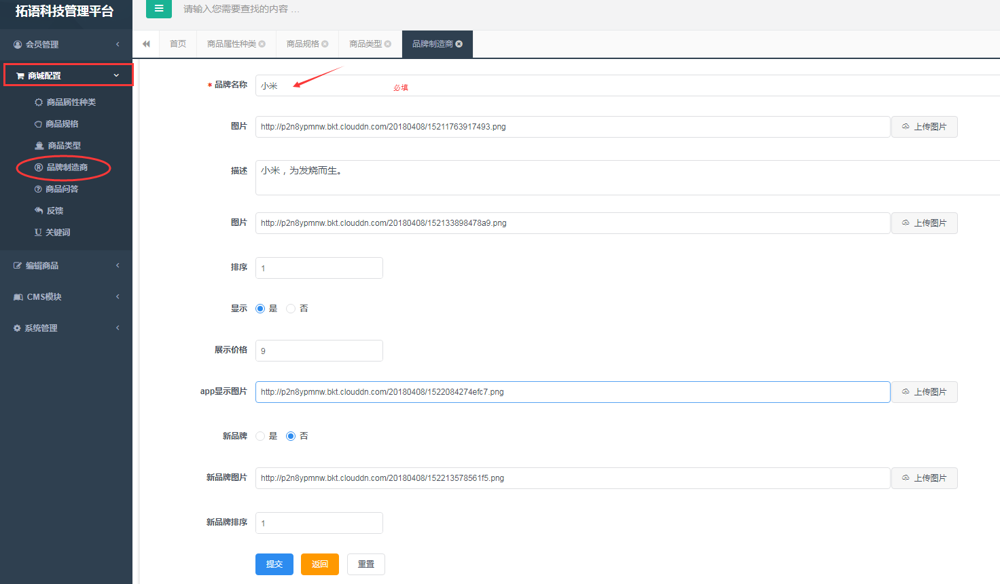 拓语科技管理平台
请输入您需要查找的内容 ...
首页
商品属性种类
商品规格
商品类型
品牌制造商
会员管理
商城配置
商品属性种类
商品规格
商品类型
品牌制造商
商品问答
反馈
关键词
编辑商品
CMS模块
系统管理
* 品牌名称 小米 必填
图片 http://p2n8ypmnw.bkt.clouddn.com/20180408/15211763917493.png 上传图片
描述 小米，为发烧而生。
图片 http://p2n8ypmnw.bkt.clouddn.com/20180408/152133898478a9.png 上传图片
排序 1
显示 是 否
展示价格 9
app显示图片 http://p2n8ypmnw.bkt.clouddn.com/20180408/1522084274efc7.png 上传图片
新品牌 是 否
新品牌图片 http://p2n8ypmnw.bkt.clouddn.com/20180408/152213578561f5.png 上传图片
新品牌排序 1
提交 返回 重置